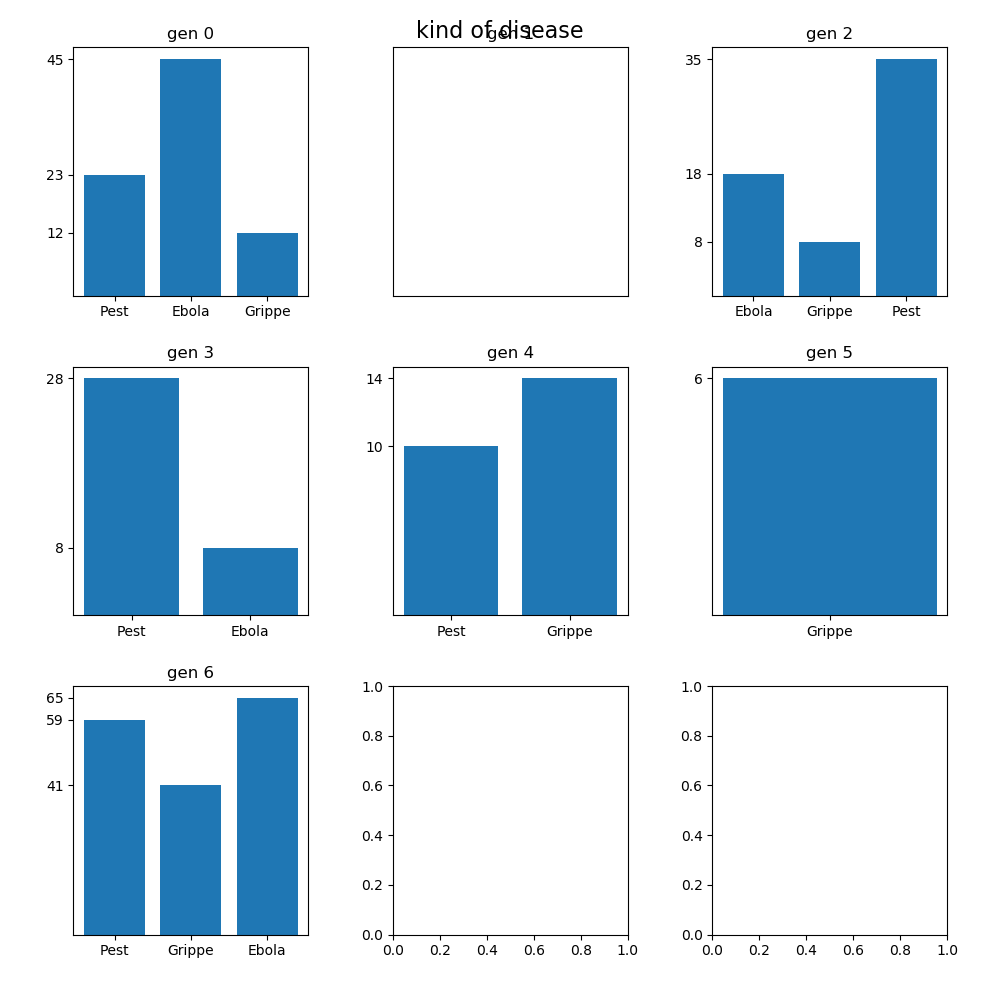 kind of disease
gen 0
gen 1
gen 2
45
23
12
Pest Ebola Grippe
35
18
8
Ebola Grippe Pest
gen 3
gen 4
gen 5
28
8
Pest Ebola
14
10
Pest Grippe
6
Grippe
gen 6
65
59
41
Pest Grippe Ebola
1.0
0.8
0.6
0.4
0.2
0.0
0.0 0.2 0.4 0.6 0.8 1.0
1.0
0.8
0.6
0.4
0.2
0.0
0.0 0.2 0.4 0.6 0.8 1.0